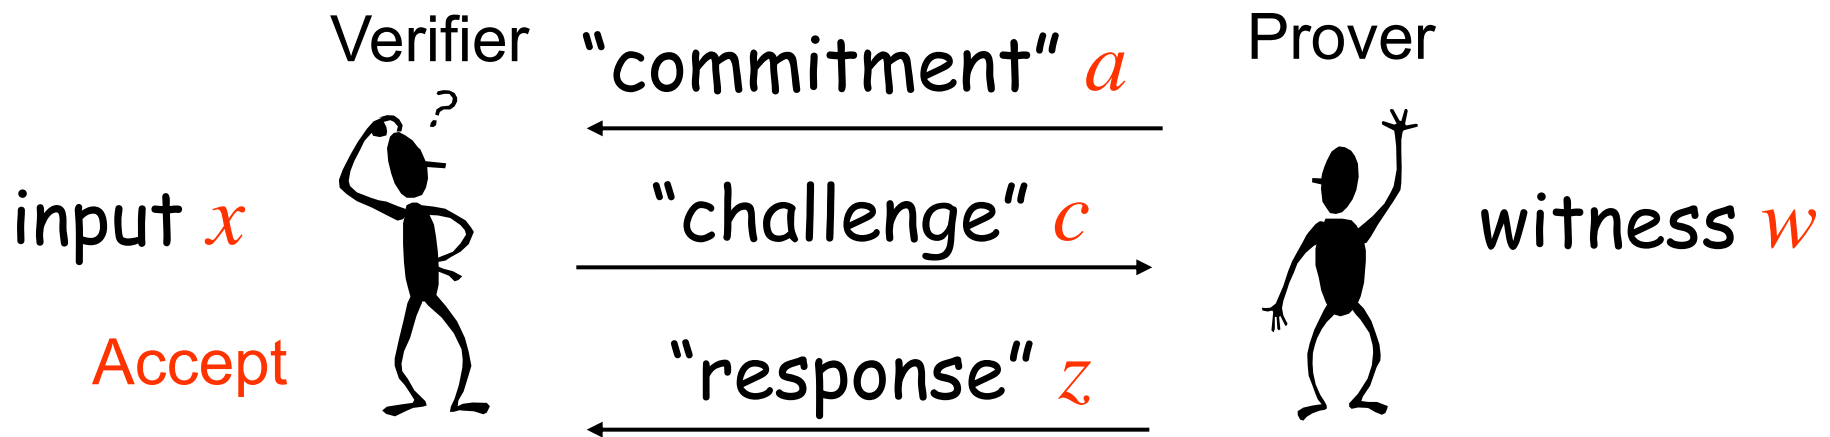 Verifier
Prover
"commitment" a
?
input x
"challenge" c
witness w
Accept
"response" z